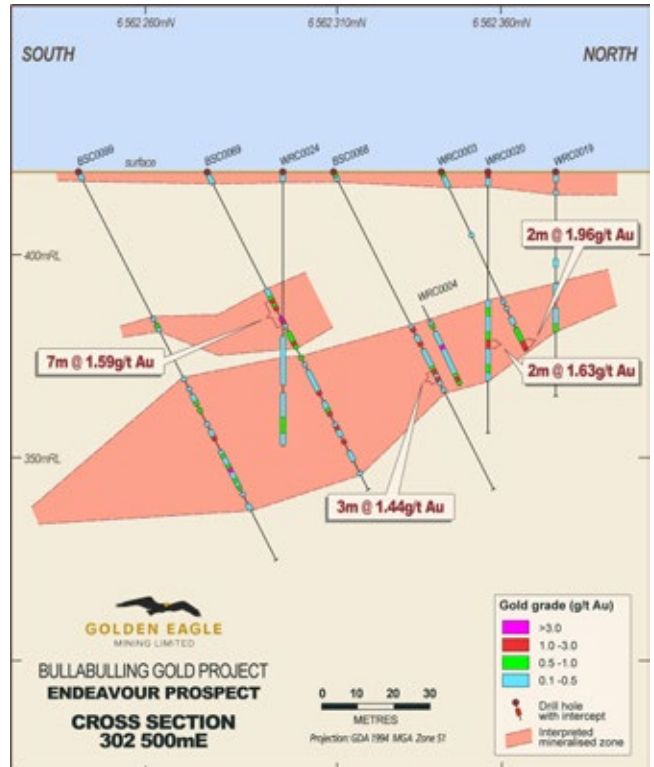 6 562 260mN 6 562 310mN 6 562 360mN
SOUTH NORTH
BSC0099 surface BSC0069 WRC0024 BSC0068 WRC0003 WRC0020 WRC0019
400mRL
2m @ 1.96g/t Au
WRC0004
7m @ 1.59g/t Au
2m @ 1.63g/t Au
350mRL
3m @ 1.44g/t Au
GOLDEN EAGLE
MINING LIMITED
BULLABULLING GOLD PROJECT
ENDEAVOUR PROSPECT
CROSS SECTION
302 500mE
0 10 20 30
METRES
Projection: GDA 1994 MGA Zone 51
Gold grade (g/t Au)
>3.0
1.0 -3.0
0.5 -1.0
0.1 -0.5
Drill hole
with intercept
Interpreted
mineralised zone